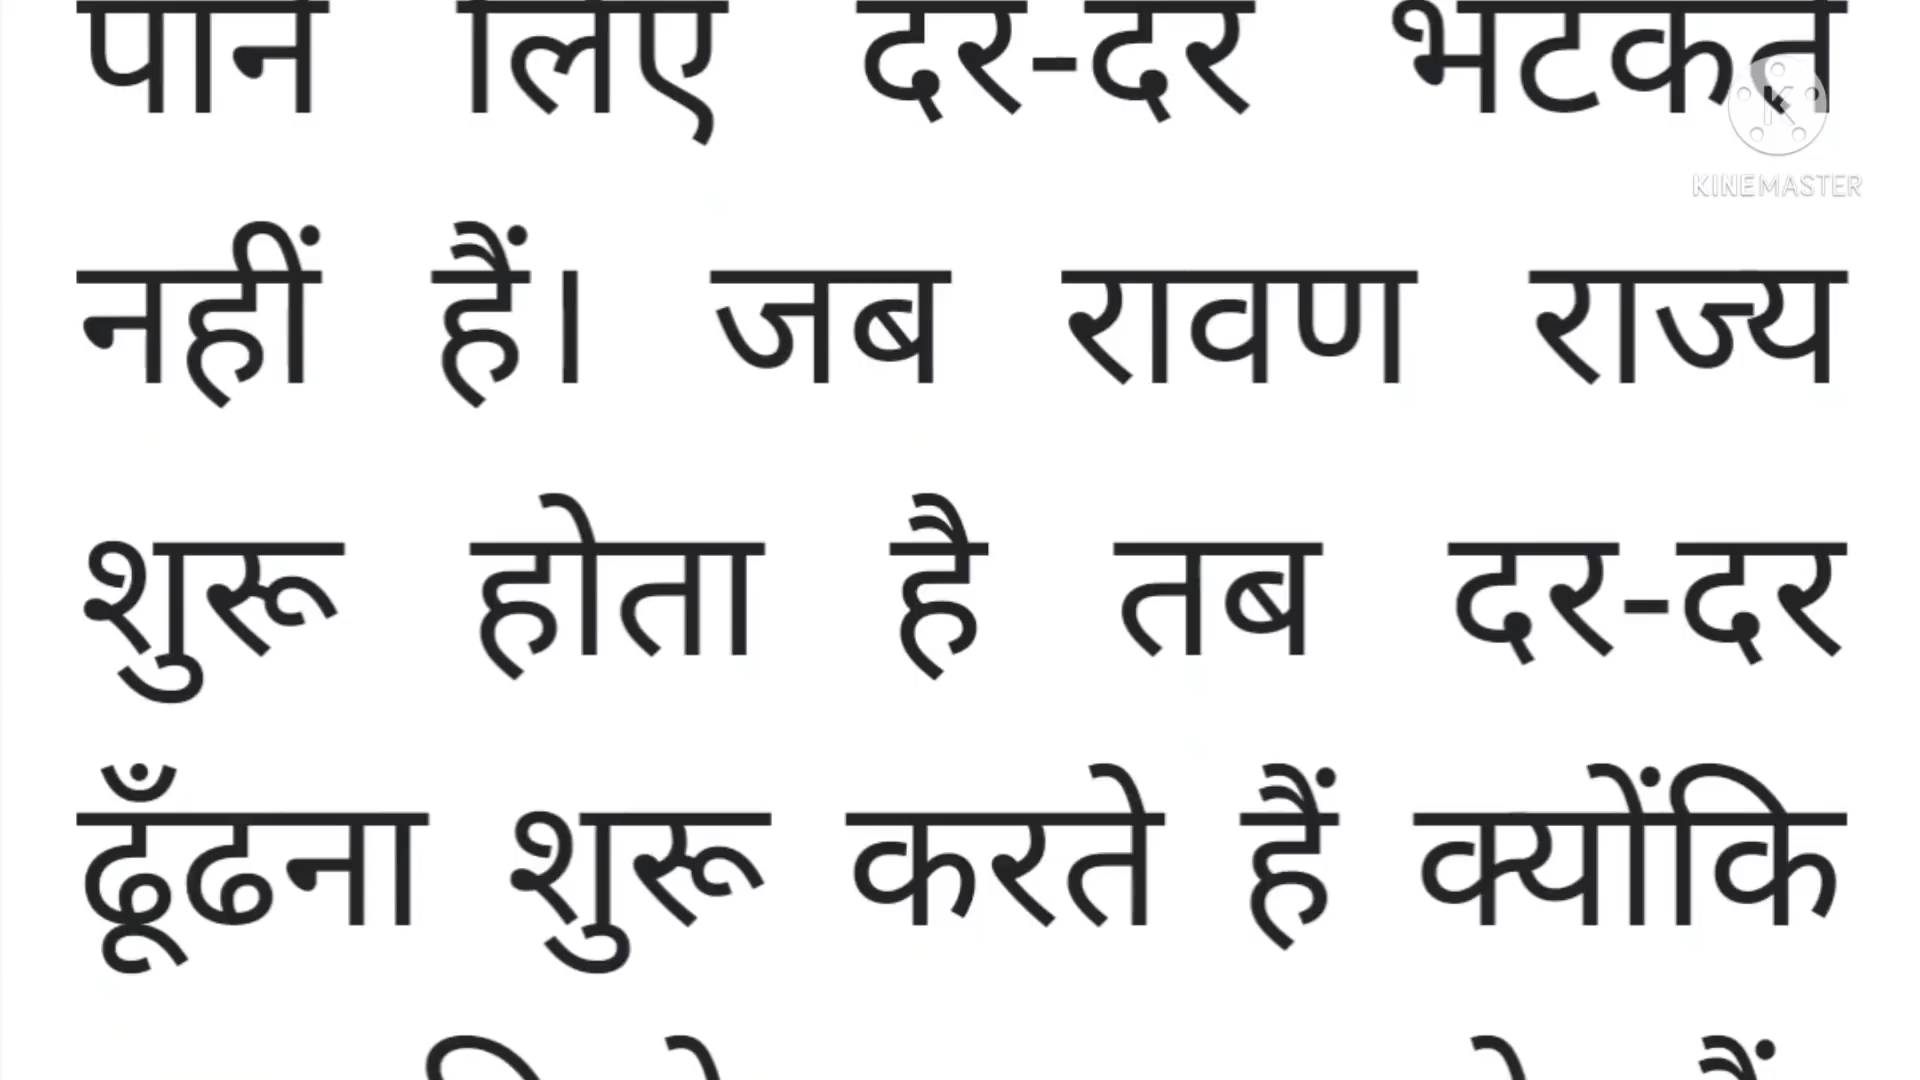 पाने लिए दर-दर भटकते
KINEMASTER
नहीं हैं। जब रावण राज्य
शुरू होता है तब दर-दर
ढूँढना शुरू करते हैं क्योंकि